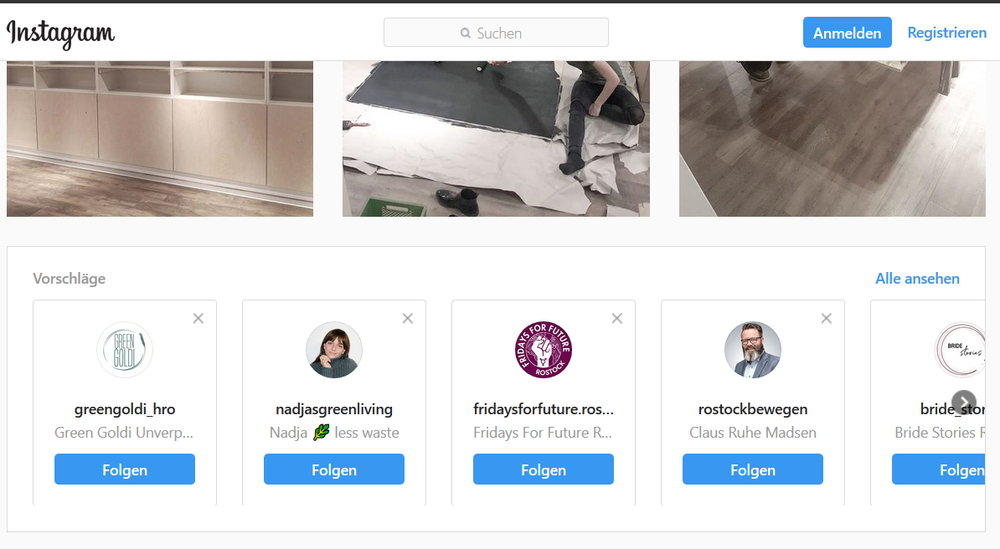 Instagram
Suchen
Anmelden
Registrieren
Vorschläge
Alle ansehen
GREEN
GOLDI
greengoldi_hro
Green Goldi Unverp...
Folgen
nadjasgreenliving
Nadja 🌿 less waste
Folgen
FRIDAYS FOR FUTURE
ROSTOCK
fridaysforfuture.ros...
Fridays For Future R...
Folgen
rostockbewegen
Claus Ruhe Madsen
Folgen
BRIDE
stories
bride_stor
Bride Stories R
Folgen